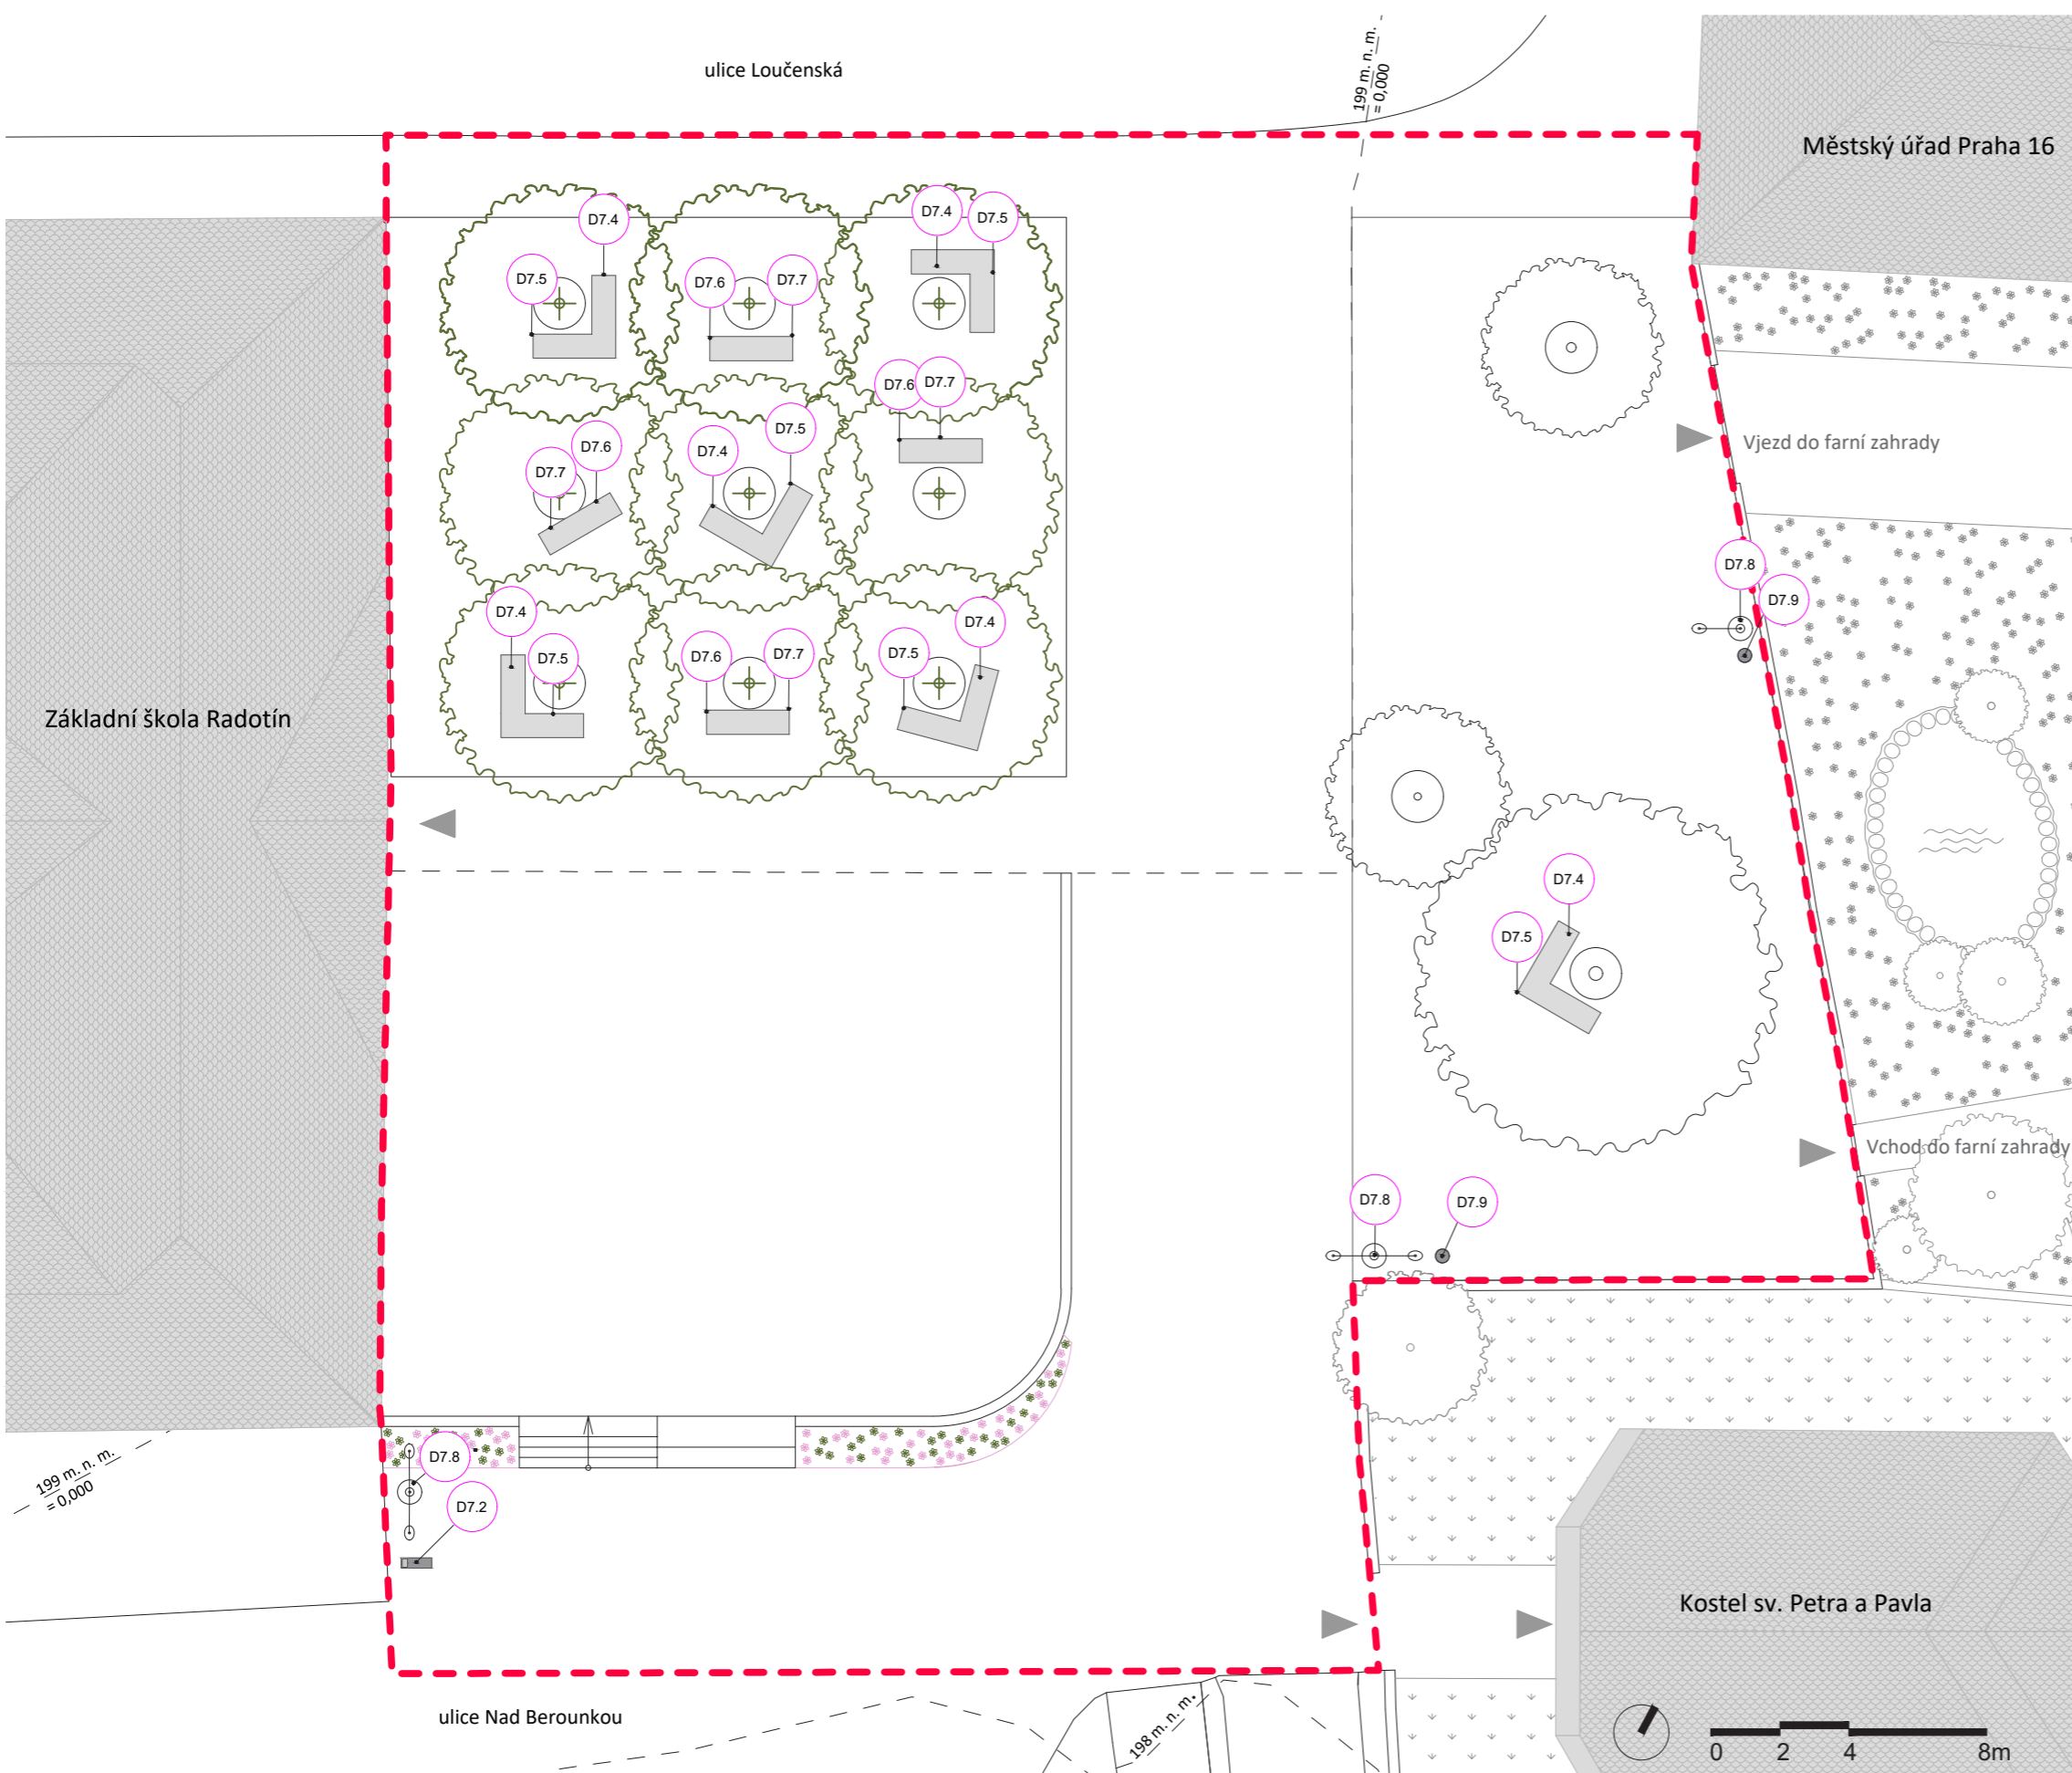 ulice Loučenská
199 m. n. m.
= 0,000
Městský úřad Praha 16
D7.4
D7.4
D7.5
D7.5
D7.6
D7.7
D7.6
D7.7
D7.5
D7.6
D7.4
D7.7
Vjezd do farní zahrady
D7.8
D7.9
D7.4
D7.5
D7.6
D7.7
D7.5
D7.4
Základní škola Radotín
D7.4
D7.5
Vchod do farní zahrady
D7.8
D7.9
199 m. n. m.
= 0,000
D7.8
D7.2
Kostel sv. Petra a Pavla
ulice Nad Berounkou
198 m. n. m.
0 2 4 8m